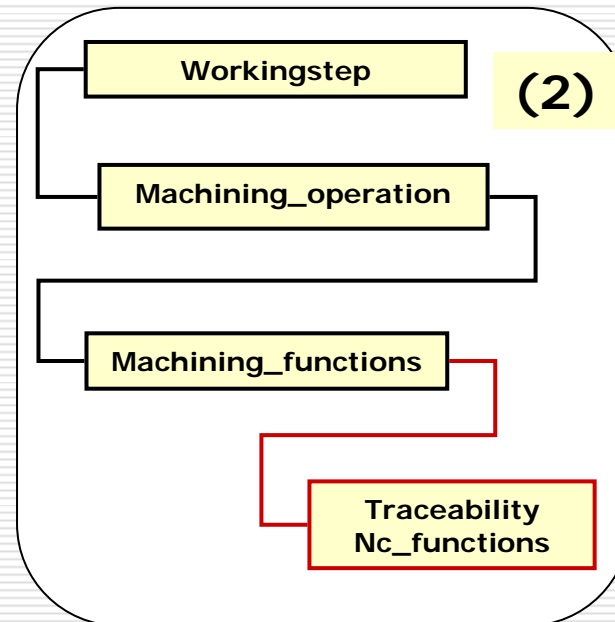 Workingstep
(2)
Machining_operation
Machining_functions
Traceability
Nc_functions